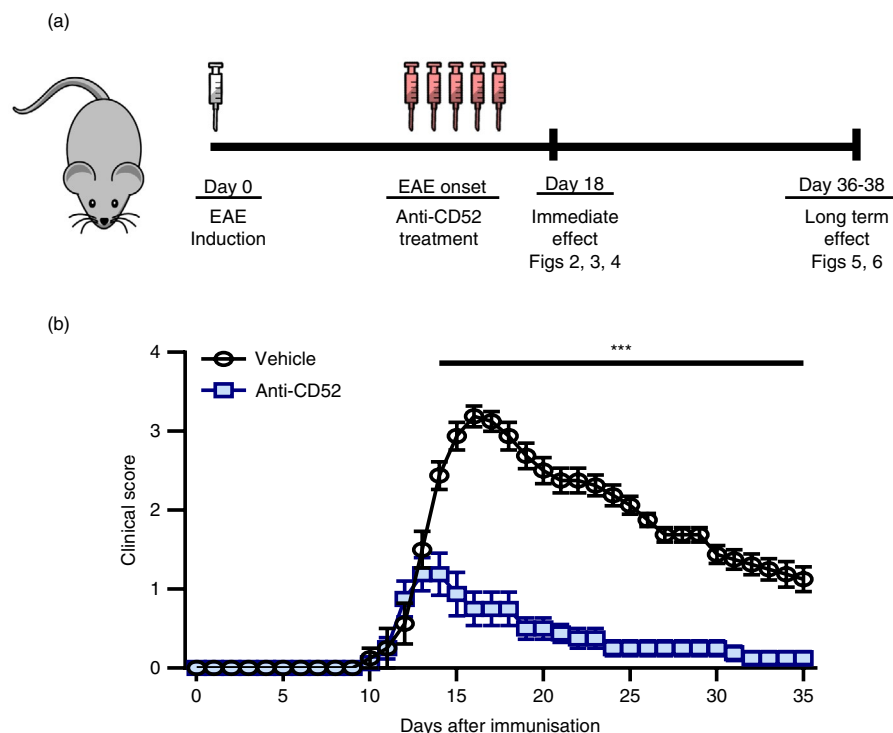 (a)
Day 0
EAE
Induction
EAE onset
Anti-CD52
treatment
Day 18
Immediate
effect
Figs 2, 3, 4
Day 36-38
Long term
effect
Figs 5, 6
(b)
4
3
2
1
0
Clinical score
Vehicle
Anti-CD52
***
0 5 10 15 20 25 30 35
Days after immunisation